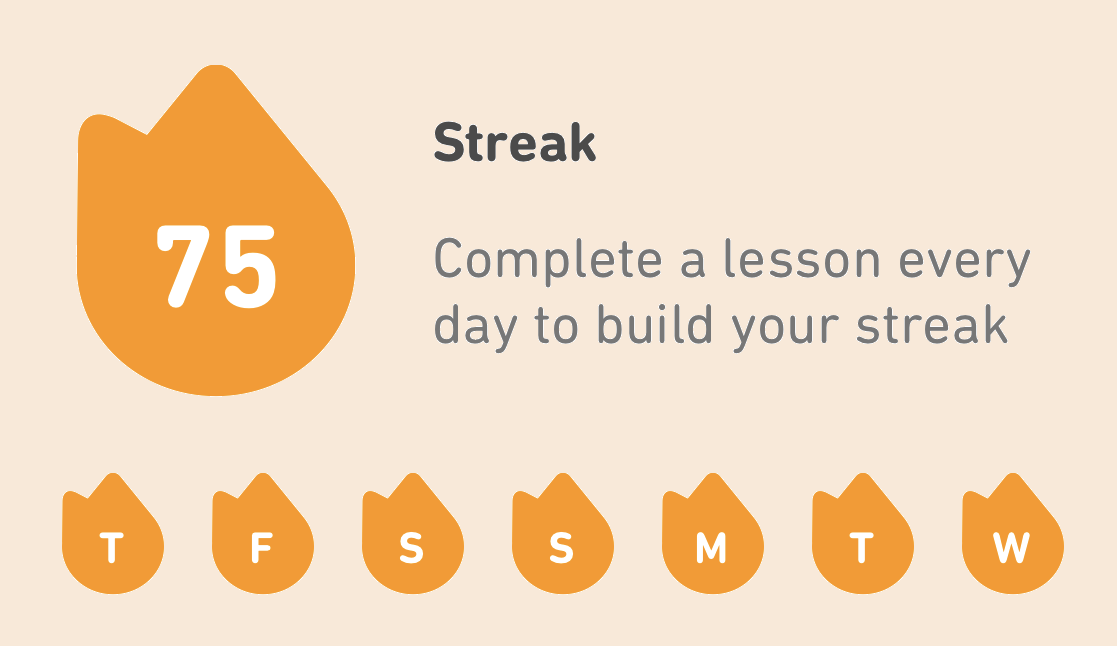 75
Streak
Complete a lesson every
day to build your streak
T F S S M T W